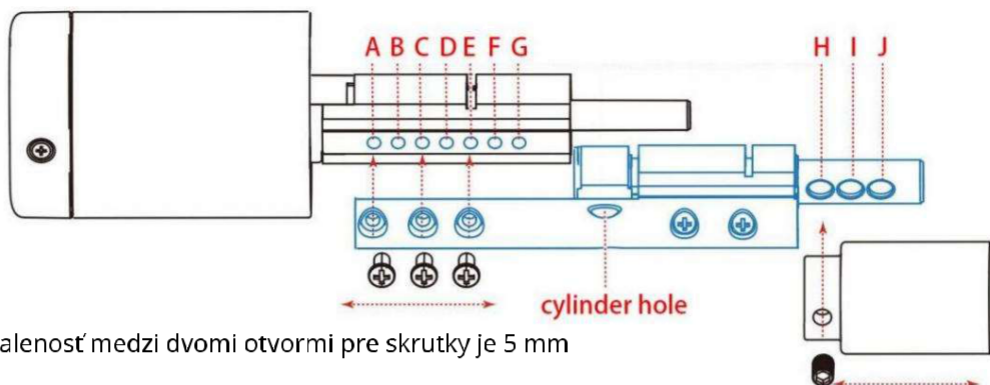 A B C D E F G
H I J
cylinder hole
alenosť medzi dvomi otvormi pre skrutky je 5 mm